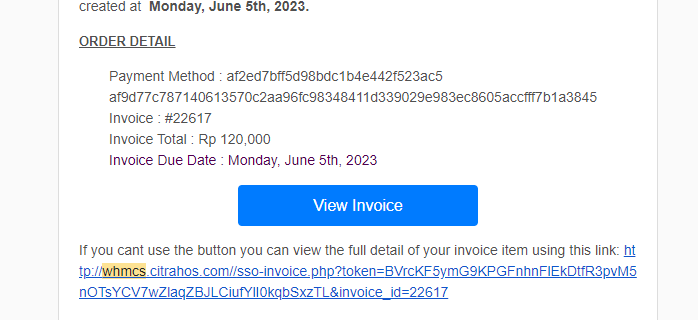 created at Monday, June 5th, 2023.
ORDER DETAIL
Payment Method : af2ed7bff5d98bdc1b4e442f523ac5
af9d77c787140613570c2aa96fc98348411d339029e983ec8605accfff7b1a3845
Invoice : #22617
Invoice Total : Rp 120,000
Invoice Due Date : Monday, June 5th, 2023
View Invoice
If you cant use the button you can view the full detail of your invoice item using this link: ht
tp://whmcs.citrahos.com//sso-invoice.php?token=BVrcKF5ymG9KPGFnhnFlEkDtfR3pvM5
nOTsYCV7wZlaqZBJLCiufYIl0kqbSxzTL&invoice_id=22617